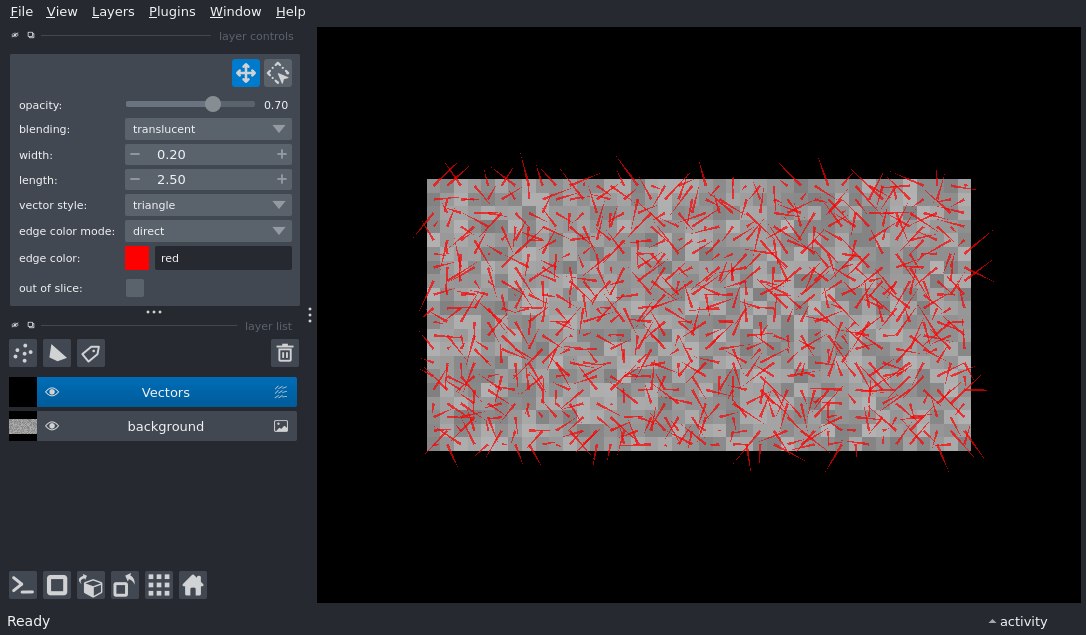 File View Layers Plugins Window Help
layer controls
opacity: 0.70
blending: translucent
width: 0.20
length: 2.50
vector style: triangle
edge color mode: direct
edge color: red
out of slice:
layer list
Vectors
background
Ready
activity